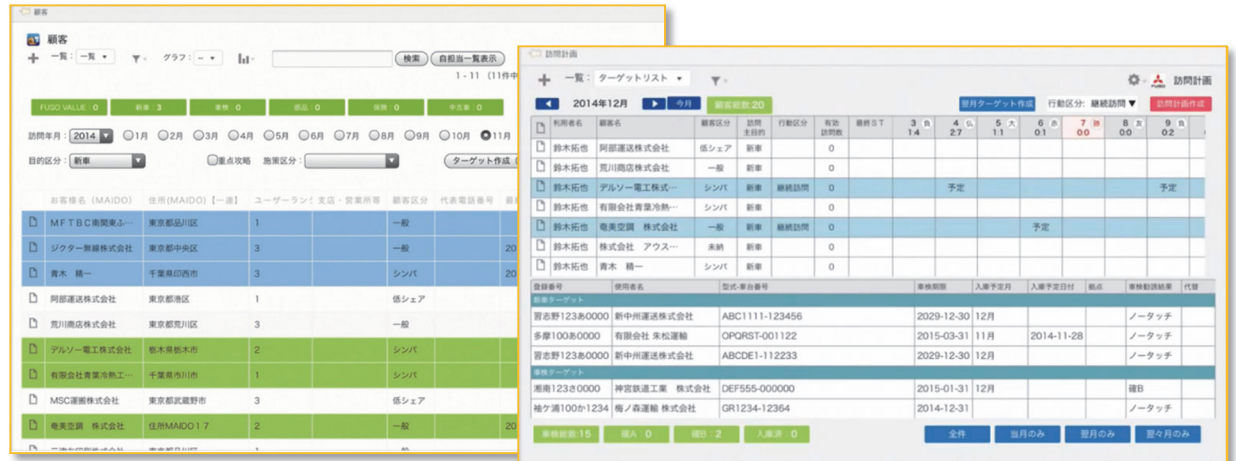 顧客
顧客
一覧： 一覧 グラフ： -- 検索 自担当一覧表示
1 - 11 （11件中
FUSO VALUE 0 新車：3 車検：0 部品：0 保険：0 中古車：0
訪問年月： 2014 1月 2月 3月 4月 5月 6月 7月 8月 9月 10月 11月
目的区分： 新車 重点攻略 施策区分： ターゲット作成（
お客様名（MAIDO） 住所(MAIDO)【一連】 ユーザーラン 支店・営業所等 顧客区分 代表電話番号
MFTBC南関東ふ… 東京都品川区 1 一般
ジクター無線株式会社 東京都中央区 3 一般 20
青木 精一 千葉県印西市 3 シンパ 20
阿部運送株式会社 東京都港区 1 低シェア
荒川商店株式会社 東京都荒川区 3 一般
デルソー電工株式会社 栃木県栃木市 2 シンパ
有限会社青葉冷熱工… 千葉県市川市 1 シンパ
MSC運搬株式会社 東京都武蔵野市 3 低シェア
奄美空調 株式会社 住所MAIDO17 2 一般 20
訪問計画
一覧： ターゲットリスト FUSO 訪問計画
2014年12月 今月 顧客総数:20 翌月ターゲット作成 行動区分: 継続訪問▼ 訪問計画作成
利用者名 顧客名 顧客区分 訪問主目的 行動区分 有効訪問数 最終ST 3 負 1:4 4 仏 2:7 5 大 1:1 6 赤 0:1 7 0:0 8 友 0:0 9 負 0:2
鈴木拓也 阿部運送株式会社 低シェア 新車 0
鈴木拓也 荒川商店株式会社 一般 新車 0
鈴木拓也 デルソー電工株式… シンパ 新車 継続訪問 0 予定 予定
鈴木拓也 有限会社青葉冷熱… シンパ 新車 0
鈴木拓也 奄美空調 株式会社 一般 新車 継続訪問 0 予定
鈴木拓也 株式会社 アウス… 未納 新車 0
鈴木拓也 青木 精一 シンパ 新車 0
登録番号 使用者名 型式-車台番号 車検期限 入庫予定月 入庫予定日付 拠点 車検勧誘結果 代替
新車ターゲット
習志野123あ0000 新中州運送株式会社 ABC1111-123456 2029-12-30 12月 ノータッチ
多摩100あ0000 有限会社 朱松運輸 OPQRST-001122 2015-03-31 11月 2014-11-28 ノータッチ
習志野123あ0000 新中州運送株式会社 ABCDE1-112233 2029-12-30 12月 ノータッチ
車検ターゲット
湘南123さ0000 神宮鉄道工業 株式会社 DEF555-000000 2015-01-31 12月 確B
袖ケ浦100か1234 梅ノ森運輸 株式会社 GR1234-12364 2014-12-31 ノータッチ
車検総数:15 確A：0 確B：2 入庫済：0 全件 当月のみ 翌月のみ 翌々月のみ